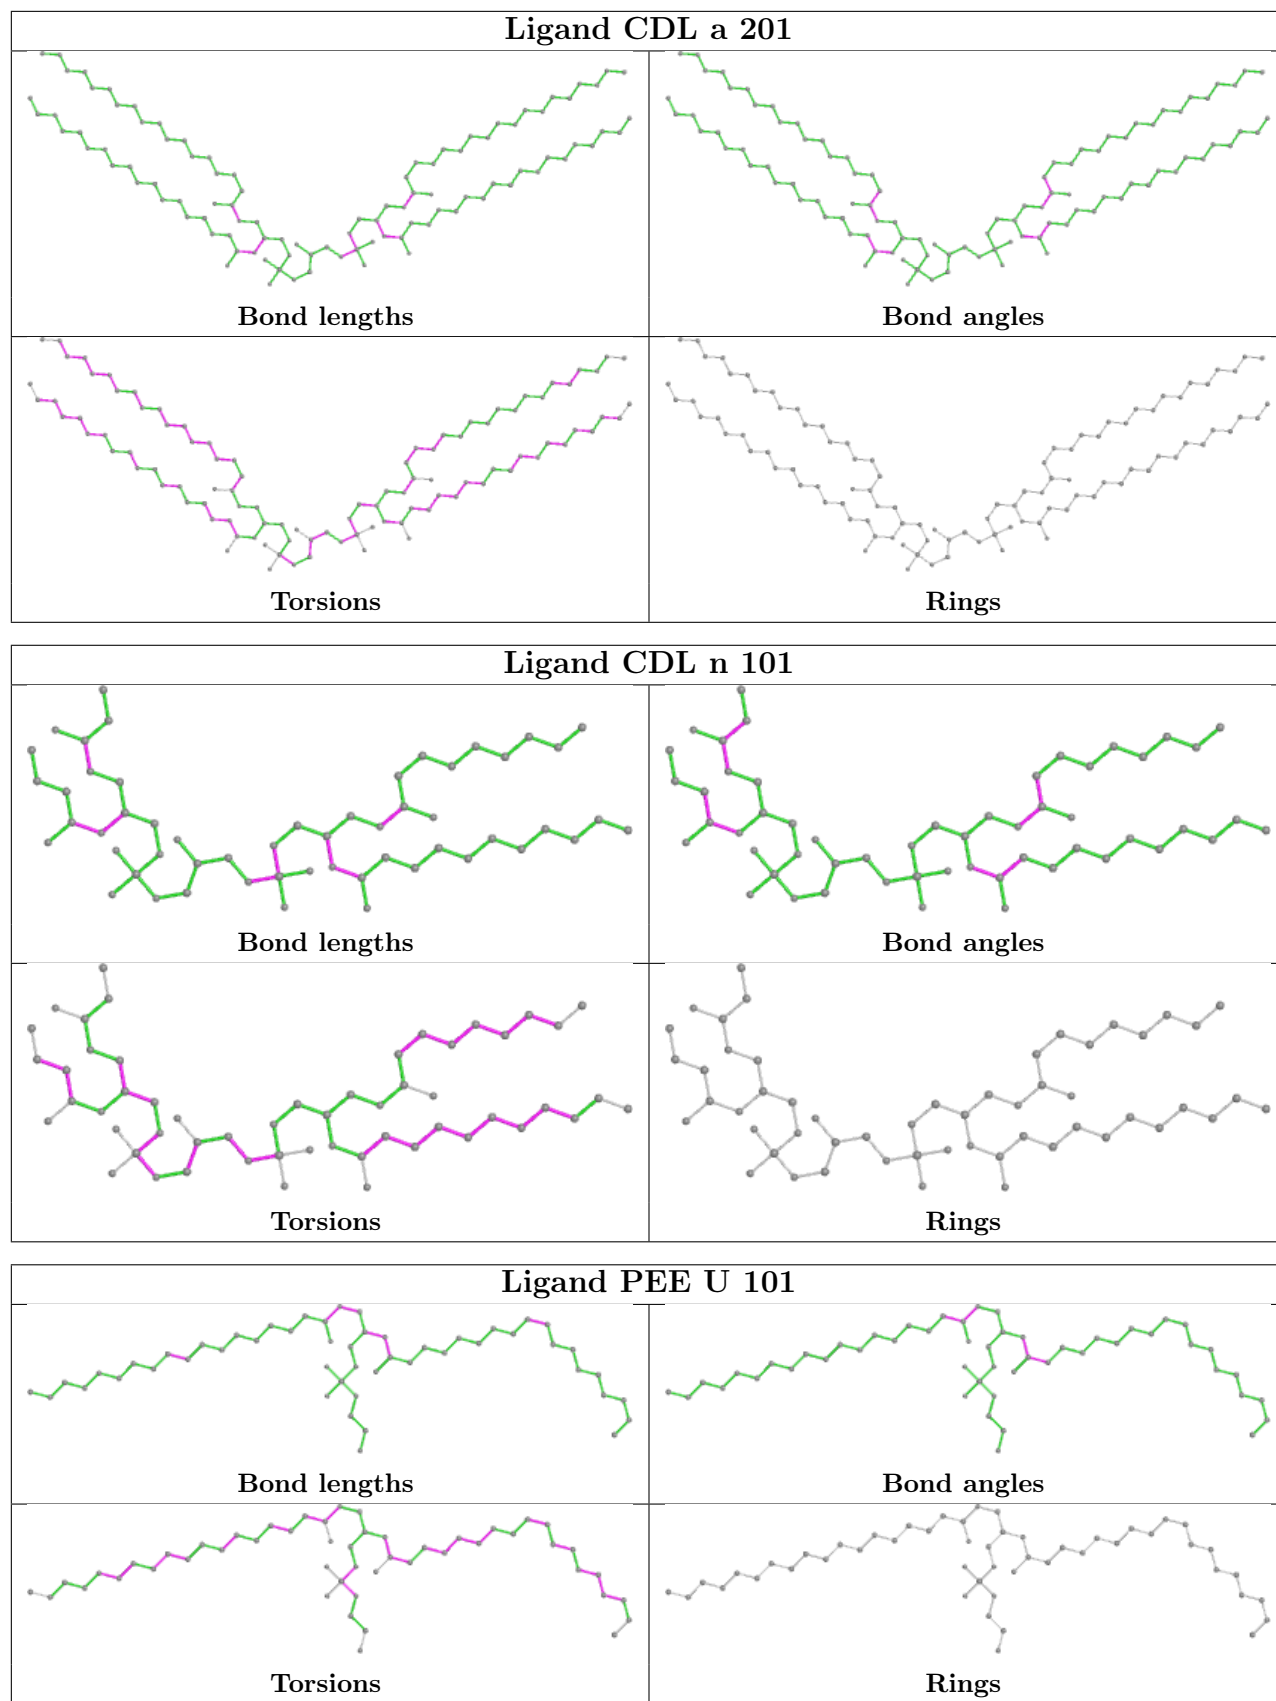 Ligand CDL a 201
Bond lengths
Bond angles
Torsions
Rings
Ligand CDL n 101
Bond lengths
Bond angles
Torsions
Rings
Ligand PEE U 101
Bond lengths
Bond angles
Torsions
Rings